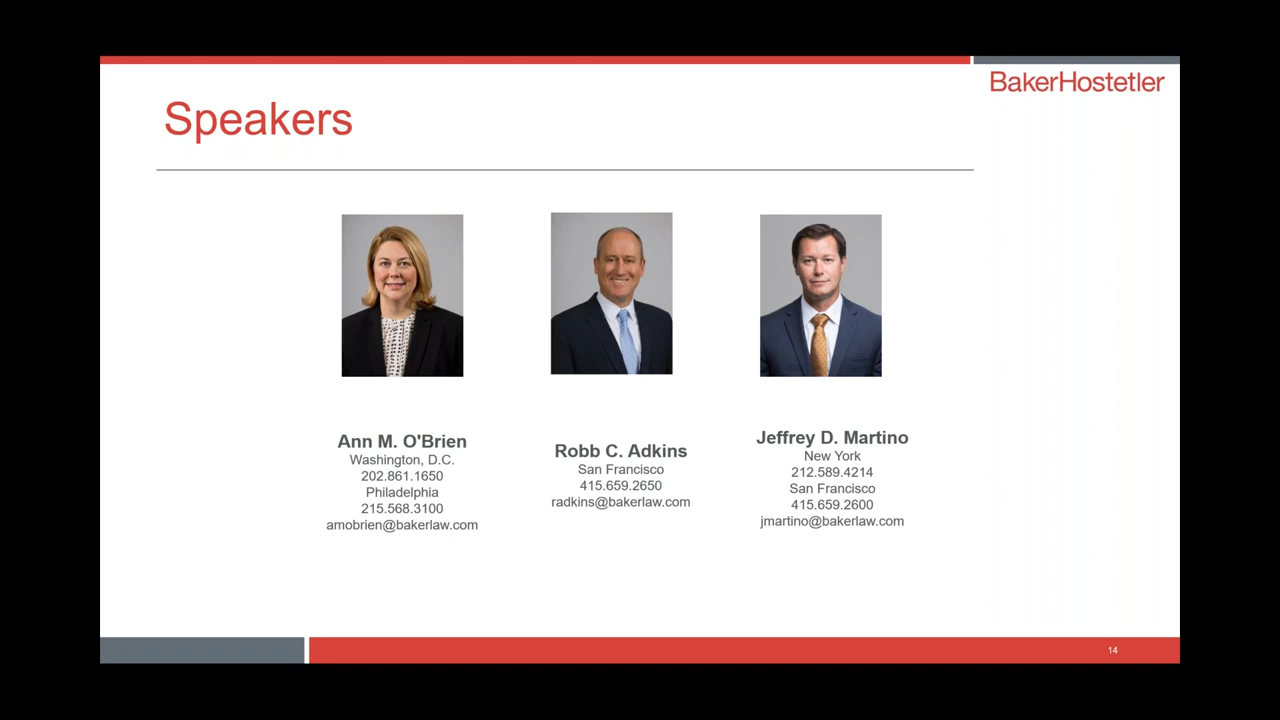 BakerHostetler
Speakers
Ann M. O'Brien
Washington, D.C.
202.861.1650
Philadelphia
215.568.3100
amobrien@bakerlaw.com
Robb C. Adkins
San Francisco
415.659.2650
radkins@bakerlaw.com
Jeffrey D. Martino
New York
212.589.4214
San Francisco
415.659.2600
jmartino@bakerlaw.com
14